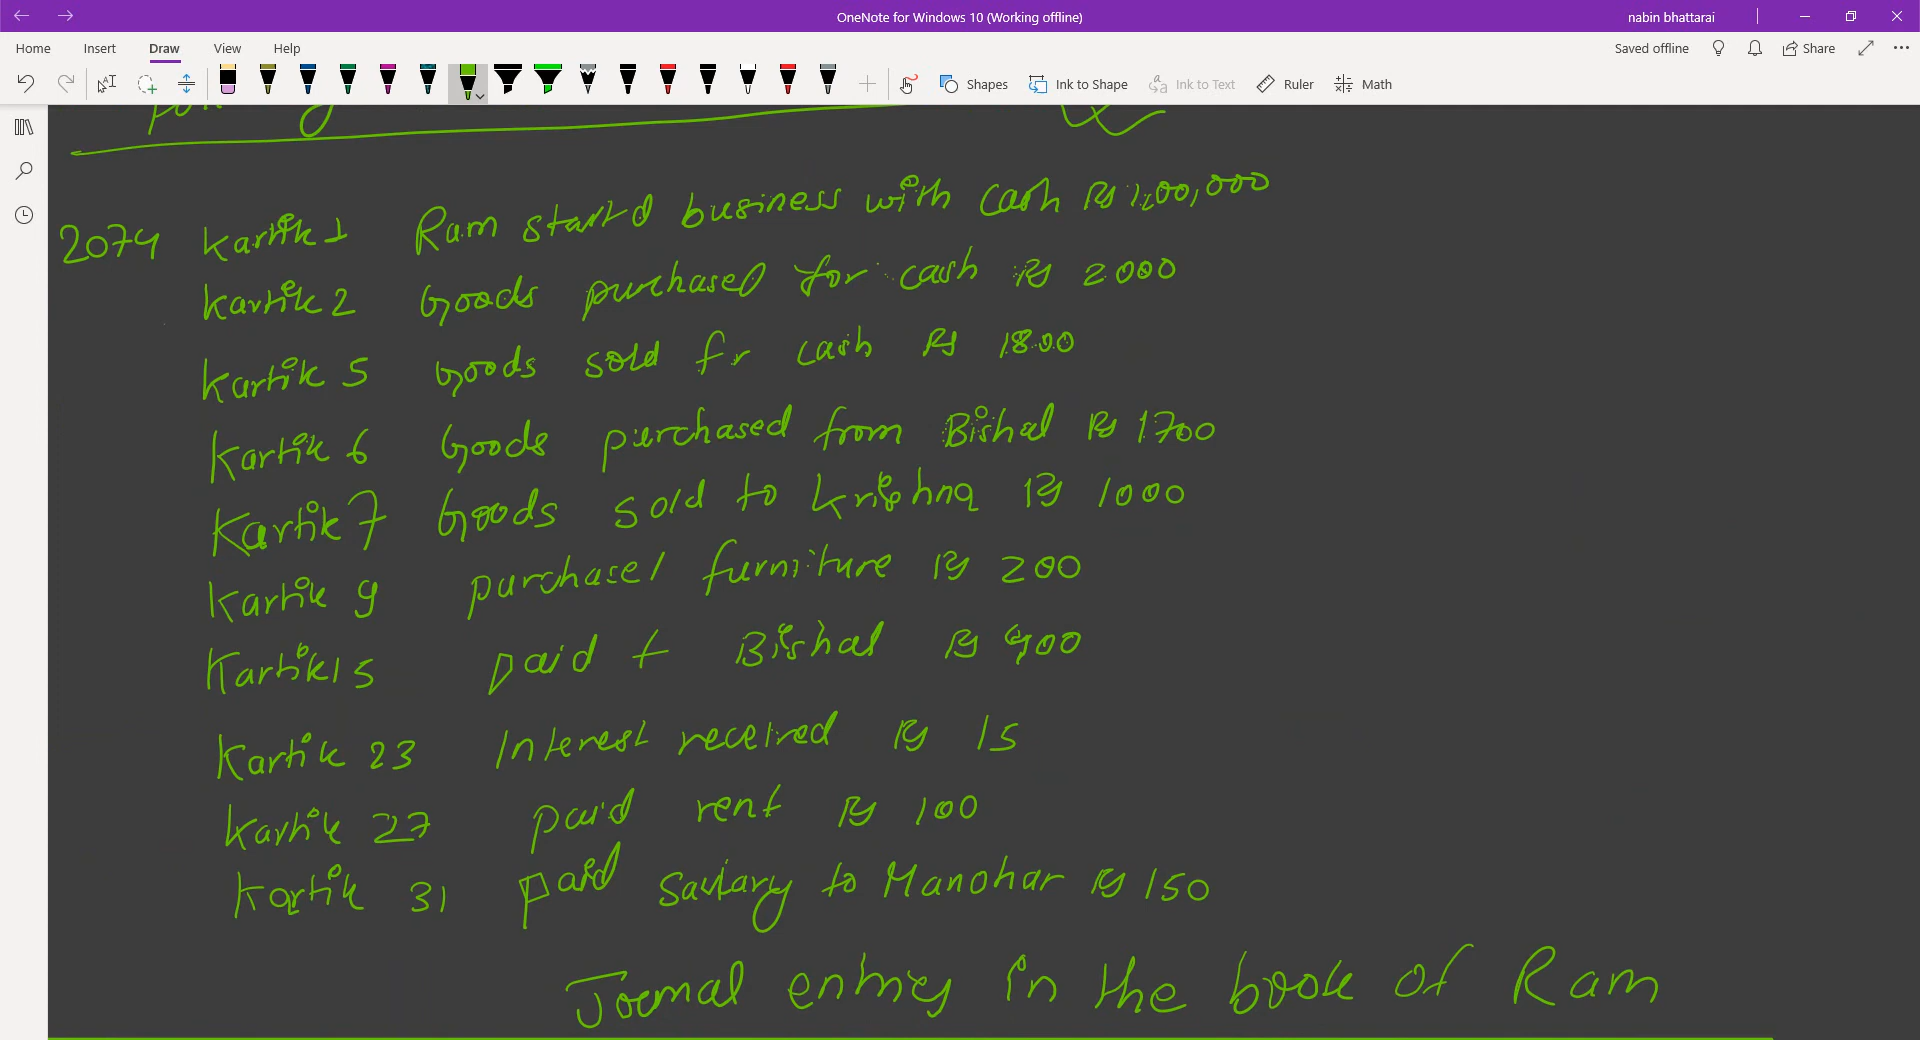 OneNote for Windows 10 (Working offline)
nabin bhattarai
Home Insert Draw View Help
Saved offline Share
Shapes Ink to Shape Ink to Text Ruler Math
2074 Kartik 1 Ram startd business with cash Rs 1,00,000
Kartik 2 Goods purchased for cash Rs 2000
Kartik 5 Goods sold fr cash Rs 1800
Kartik 6 Goods purchased from Bishal Rs 1700
Kartik 7 Goods sold to Krishna Rs 1000
Kartik 9 purchased furniture Rs 200
Kartik 15 paid t Bishal Rs 900
Kartik 23 Interest received Rs 15
Kartik 27 paid rent Rs 100
Kartik 31 paid to Manohar Rs 150
Journal entries in the book of Ram